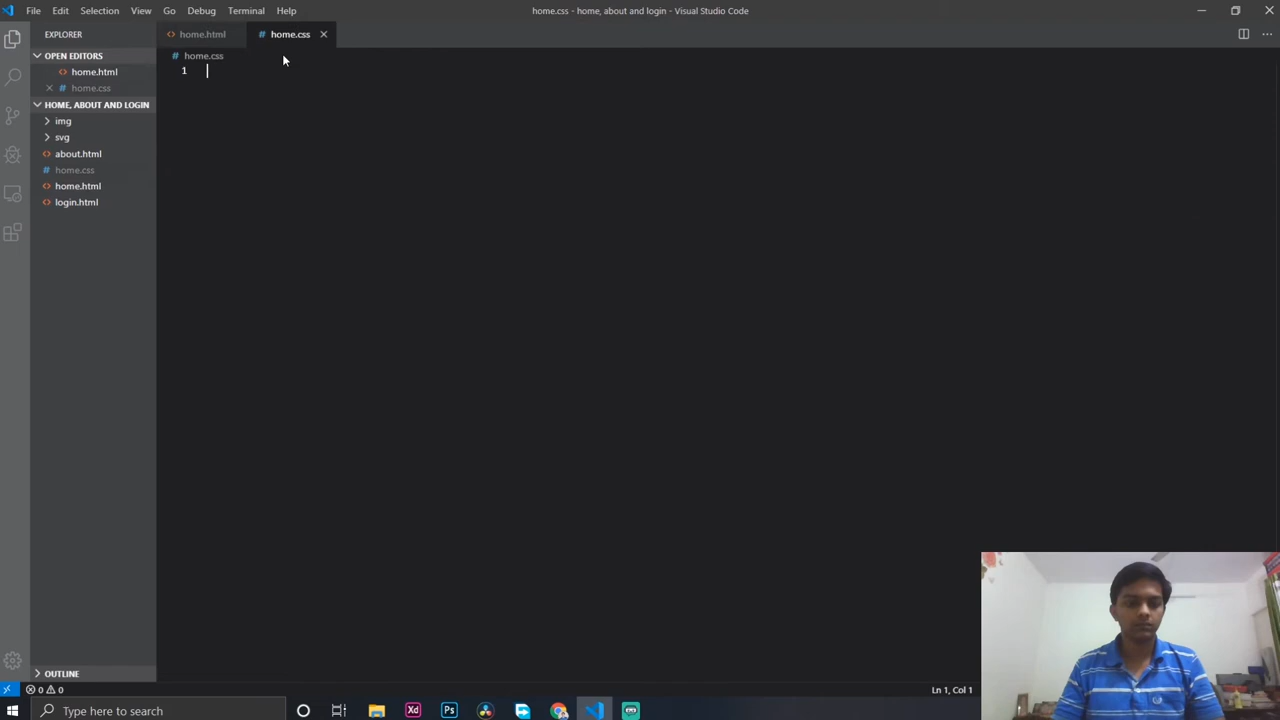 File Edit Selection View Go Debug Terminal Help
home.css - home, about and login - Visual Studio Code
EXPLORER
home.html
home.css
OPEN EDITORS
home.css
home.html
1
home.css
HOME, ABOUT AND LOGIN
img
svg
about.html
home.css
home.html
login.html
OUTLINE
0 0
Ln 1, Col 1
Type here to search
Xd
Ps